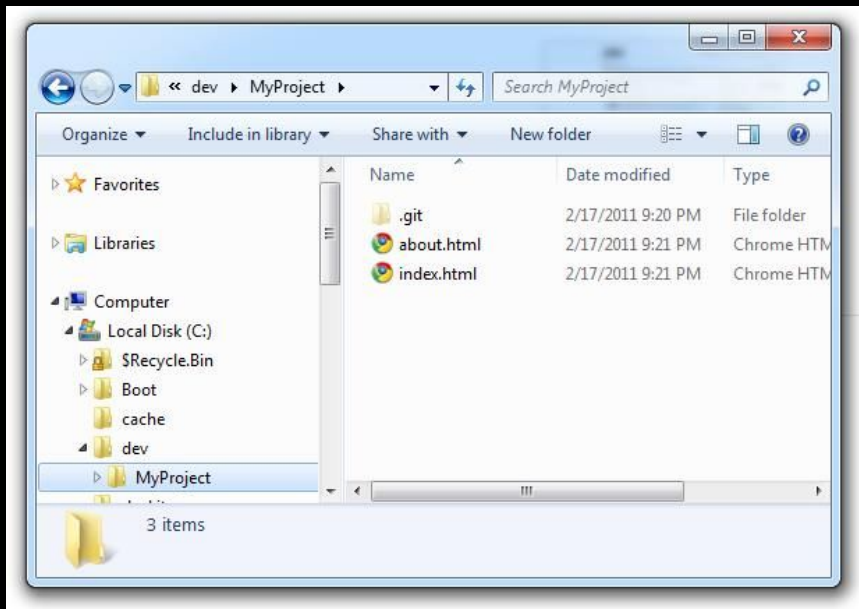 « dev ▸ MyProject ▸
Search MyProject
Organize Include in library Share with New folder
Favorites
Libraries
Computer
Local Disk (C:)
$Recycle.Bin
Boot
cache
dev
MyProject
Name Date modified Type
.git 2/17/2011 9:20 PM File folder
about.html 2/17/2011 9:21 PM Chrome HTM
index.html 2/17/2011 9:21 PM Chrome HTM
3 items